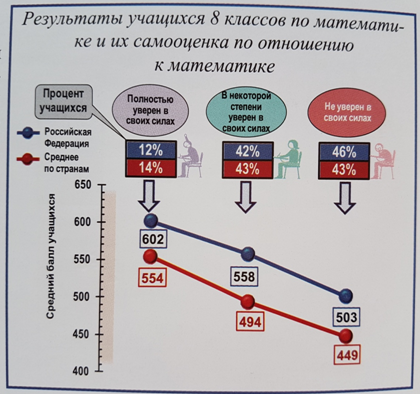 Результаты учащихся 8 классов по математи-
ке и их самооценка по отношению
к математике
Процент
учащихся
Полностью
уверен в
своих силах
В некоторой
степени
уверен в
своих силах
Не уверен в
своих силах
Российская
Федерация
Среднее
по странам
12%
14%
42%
43%
46%
43%
Средний балл учащихся
650
600
550
500
450
400
602
558
503
554
494
449